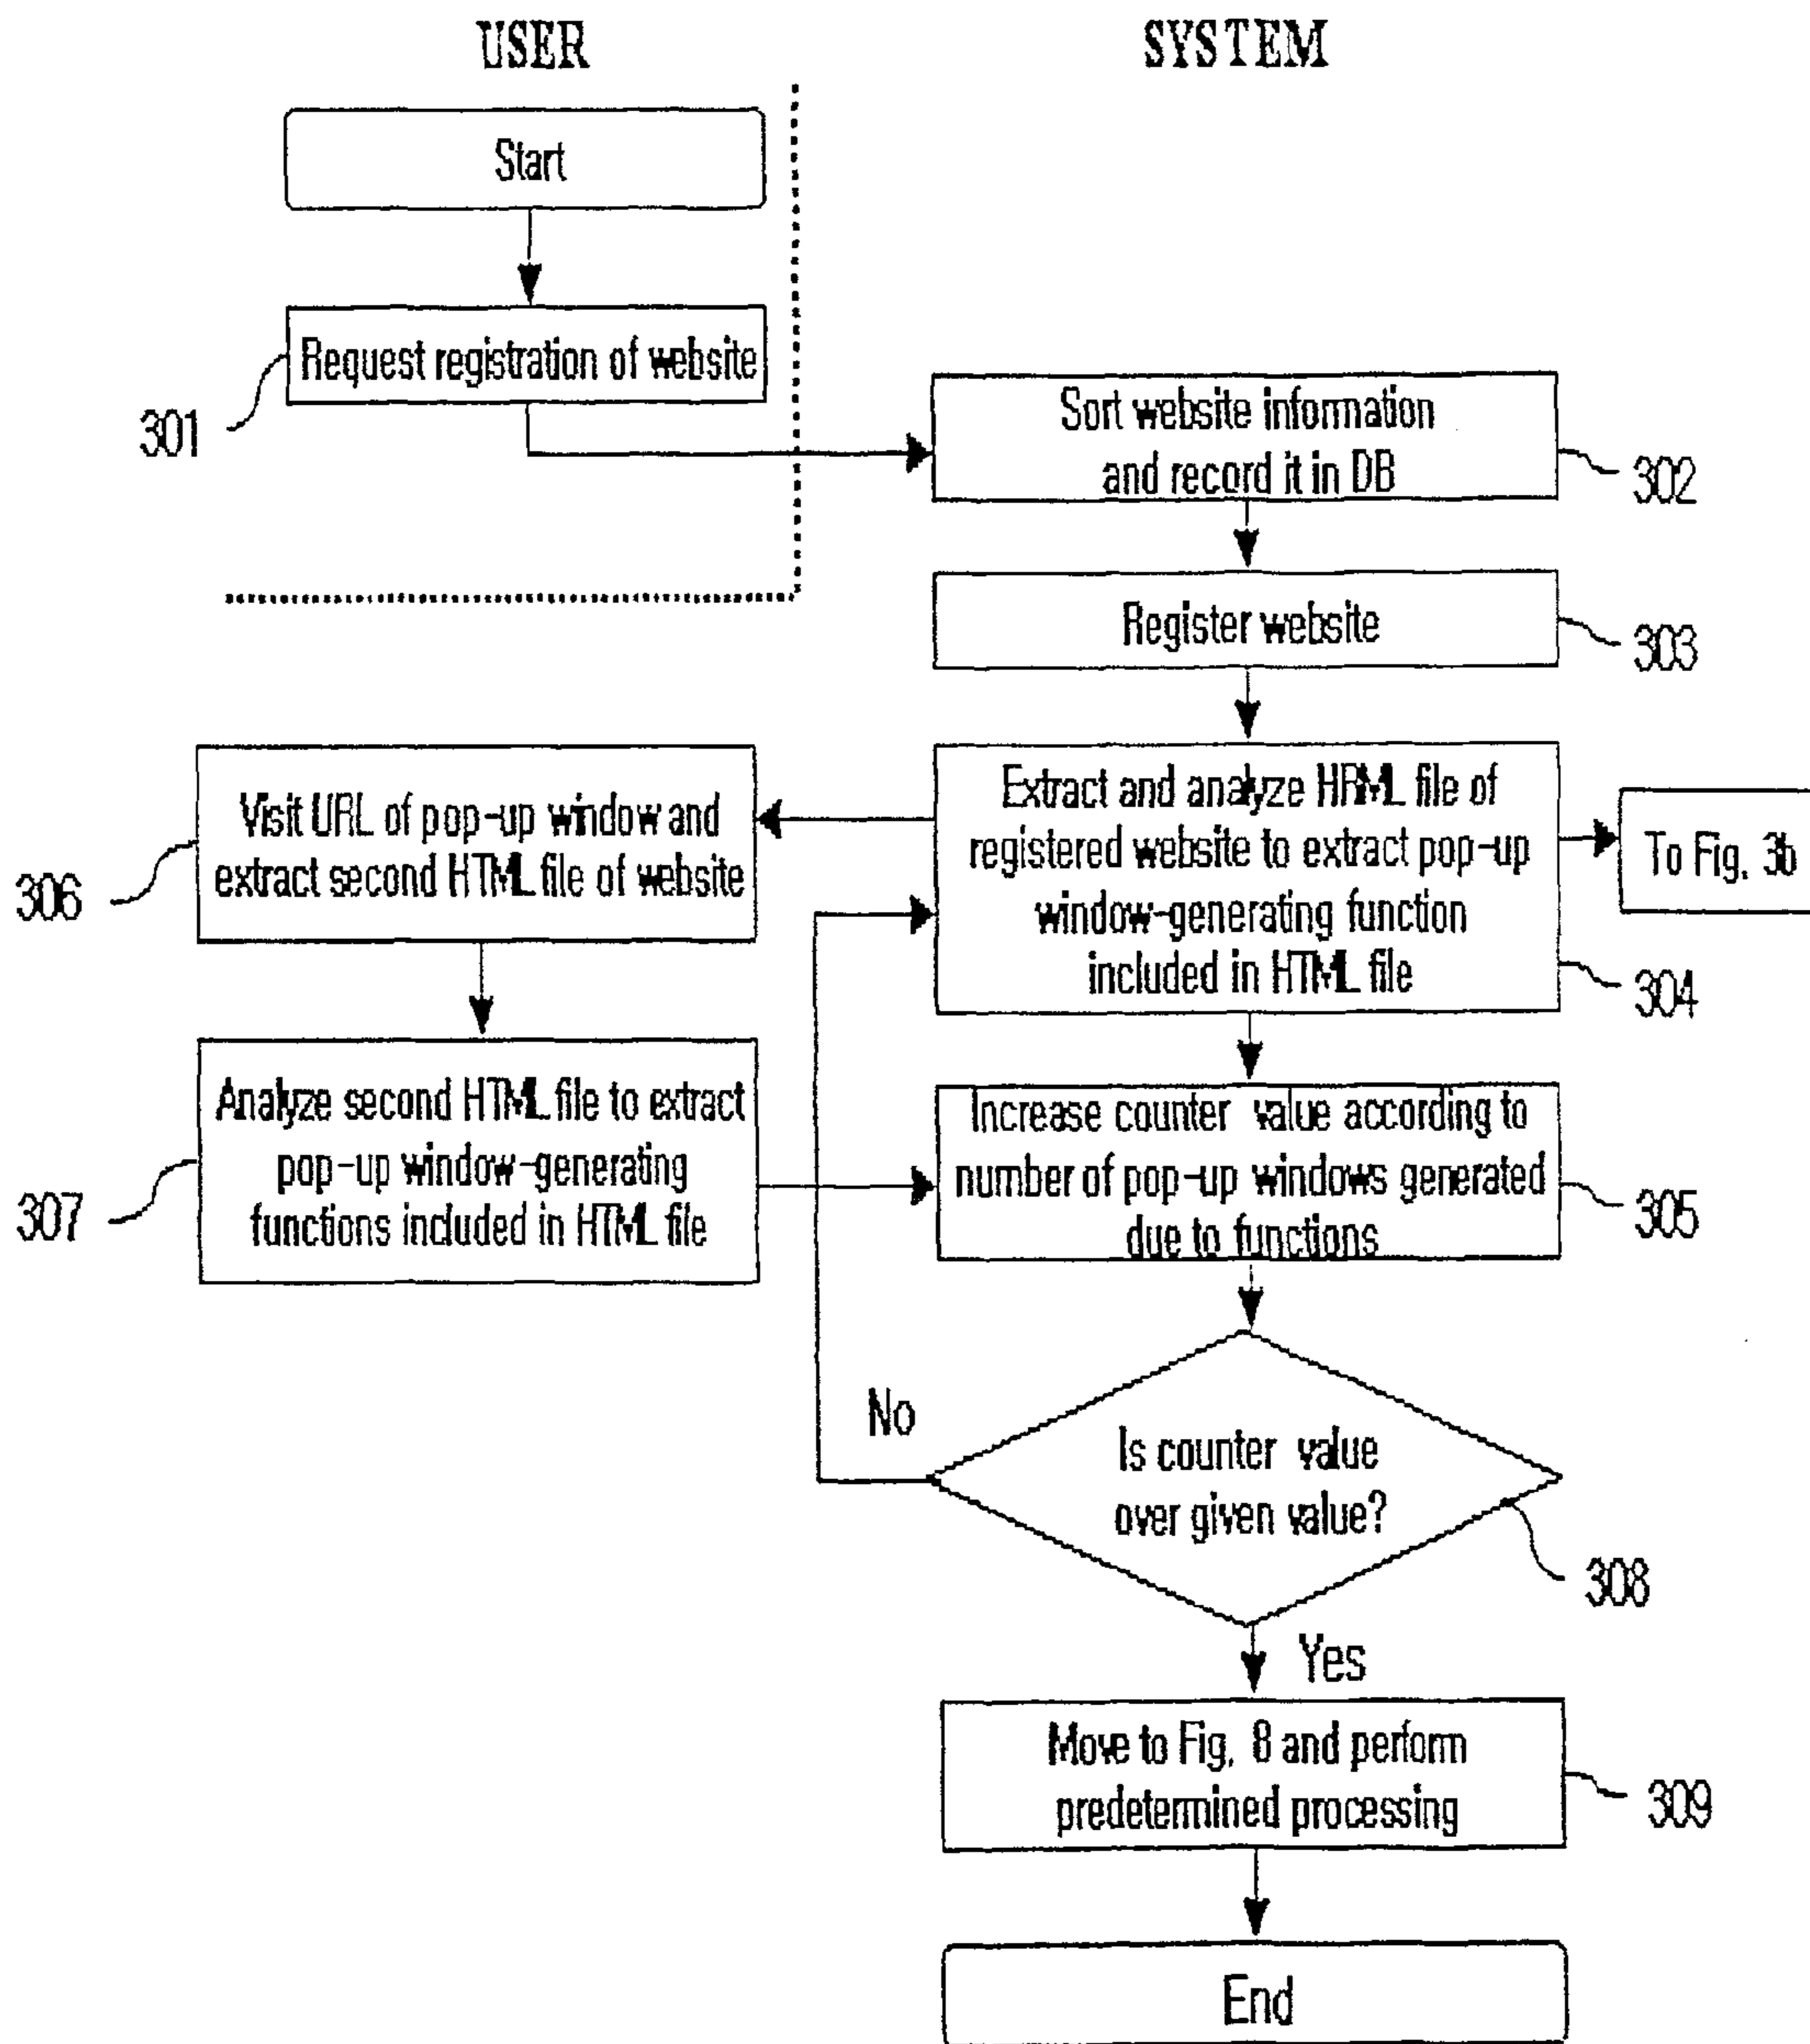 USER
SYSTEM
Start
Request registration of website
301
Sort website information
and record it in DB
302
Register website
303
Extract and analyze HRML file of
registered website to extract pop-up
window-generating function
included in HTML file
304
To Fig. 3b
Visit URL of pop-up window and
extract second HTML file of website
306
Analyze second HTML file to extract
pop-up window-generating
functions included in HTML file
307
Increase counter value according to
number of pop-up windows generated
due to functions
305
No
Is counter value
over given value?
308
Yes
Move to Fig. 8 and perform
predetermined processing
309
End